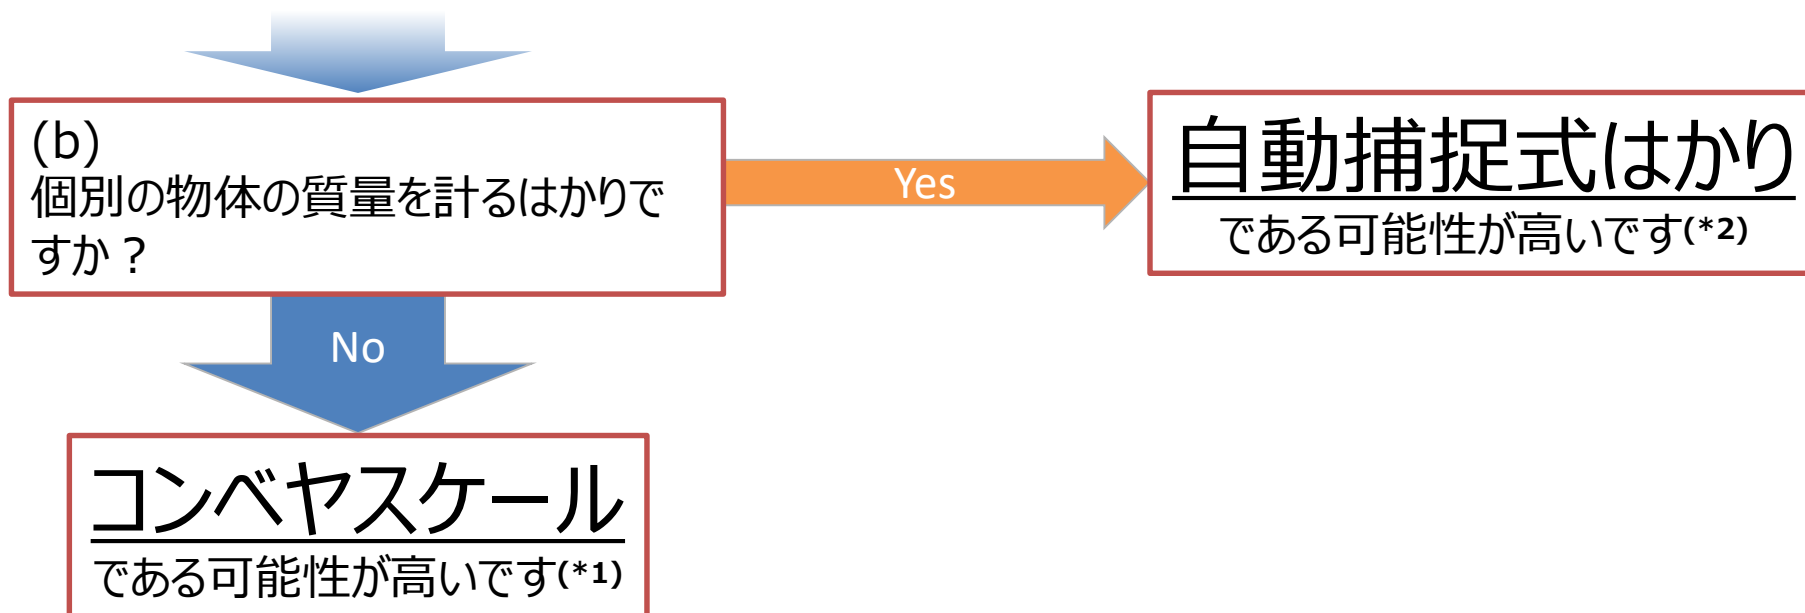 (b)
個別の物体の質量を計るはかりで
すか？
Yes
自動捕捉式はかり
である可能性が高いです(*2)
No
コンベヤスケール
である可能性が高いです(*1)